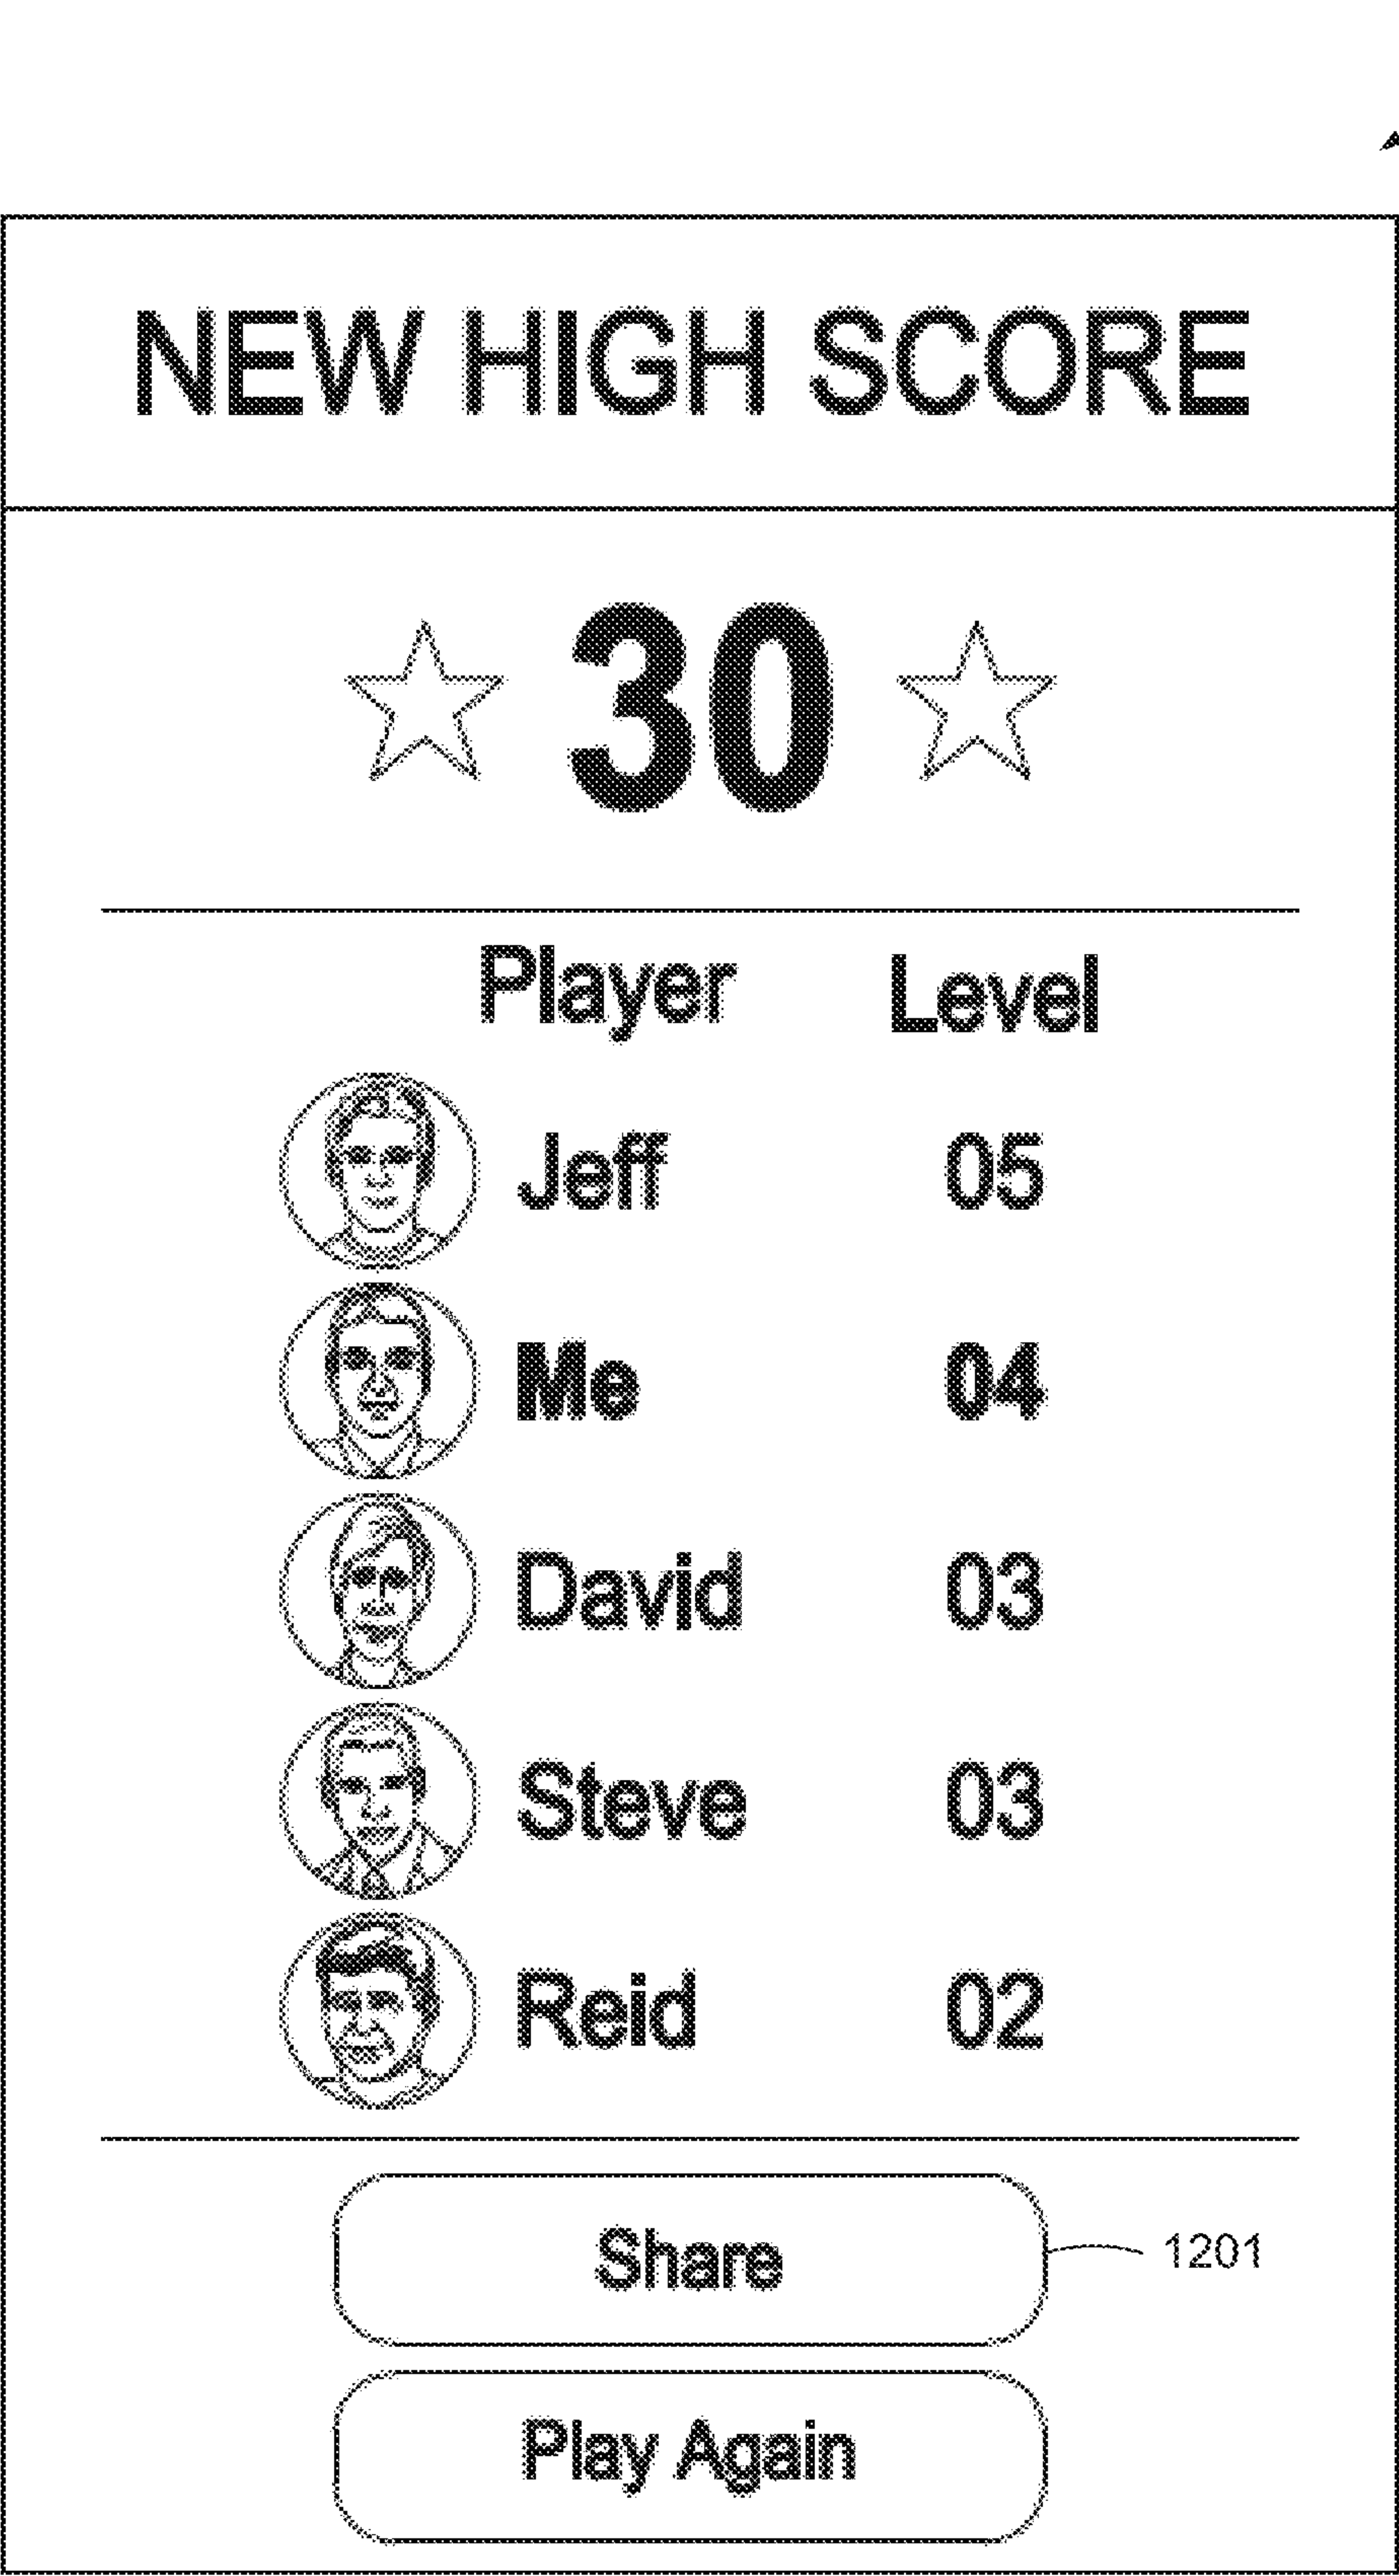 NEW HIGH SCORE
30
Player Level
Jeff 05
Me 04
David 03
Steve 03
Reid 02
Share 1201
Play Again